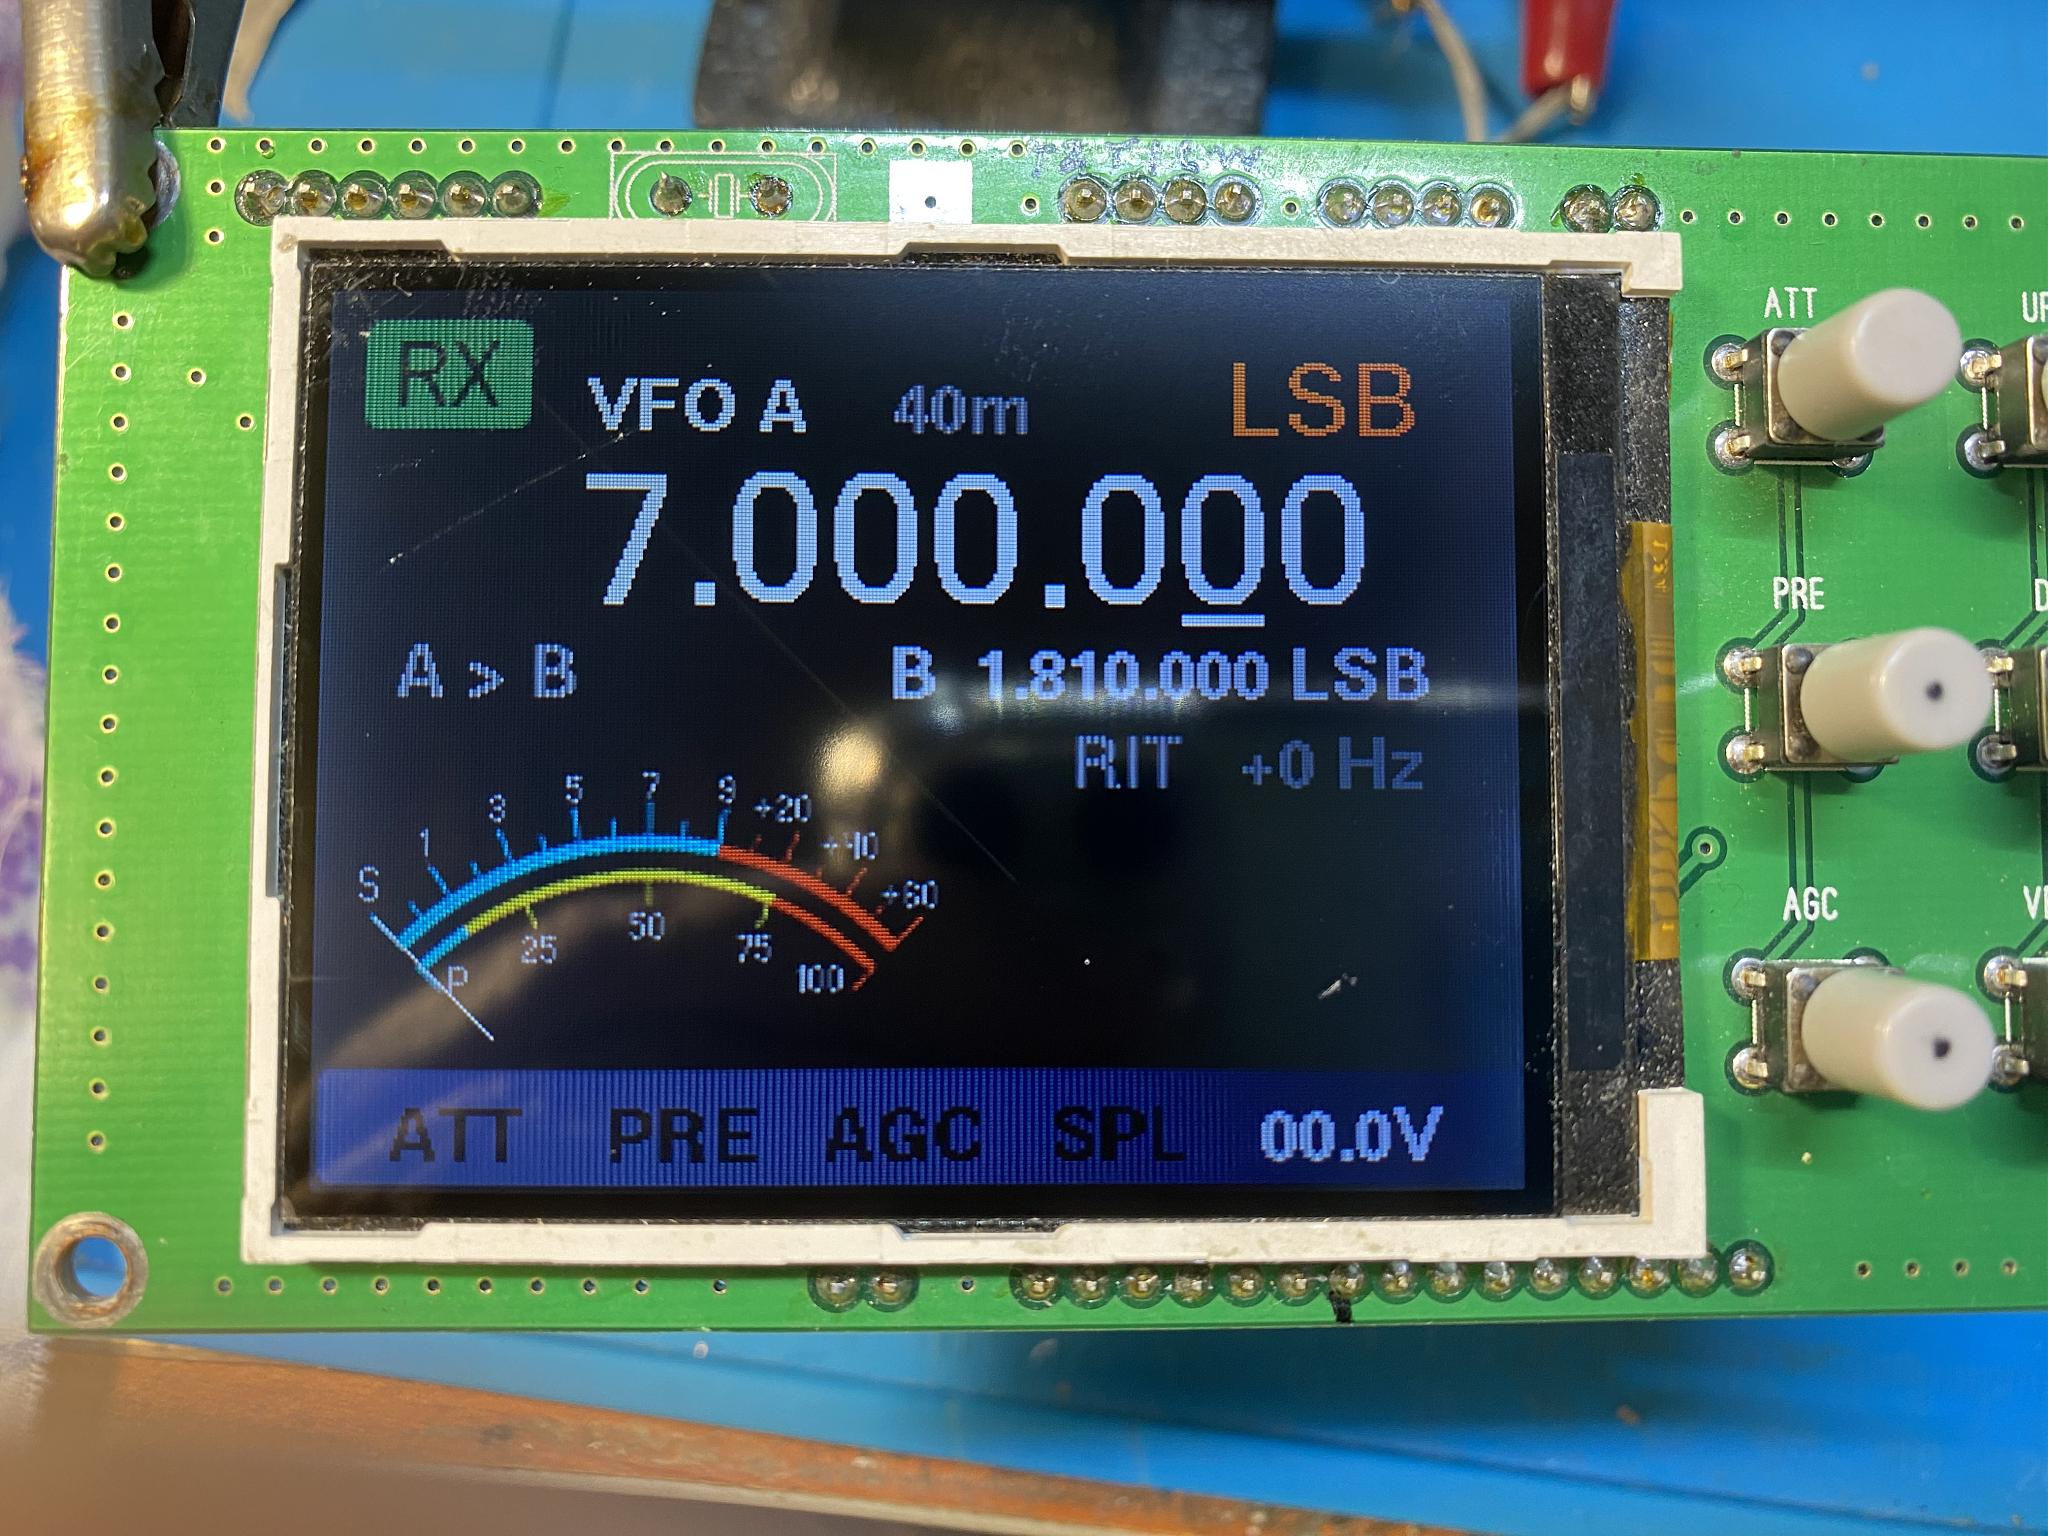 RX
VFO A 40m LSB
7.000.000
A > B B 1.810.000 LSB
RIT +0 Hz
S 1 3 5 7 9 +20 +40 +60
P 25 50 75 100
ATT PRE AGC SPL 00.0V
ATT
PRE
AGC